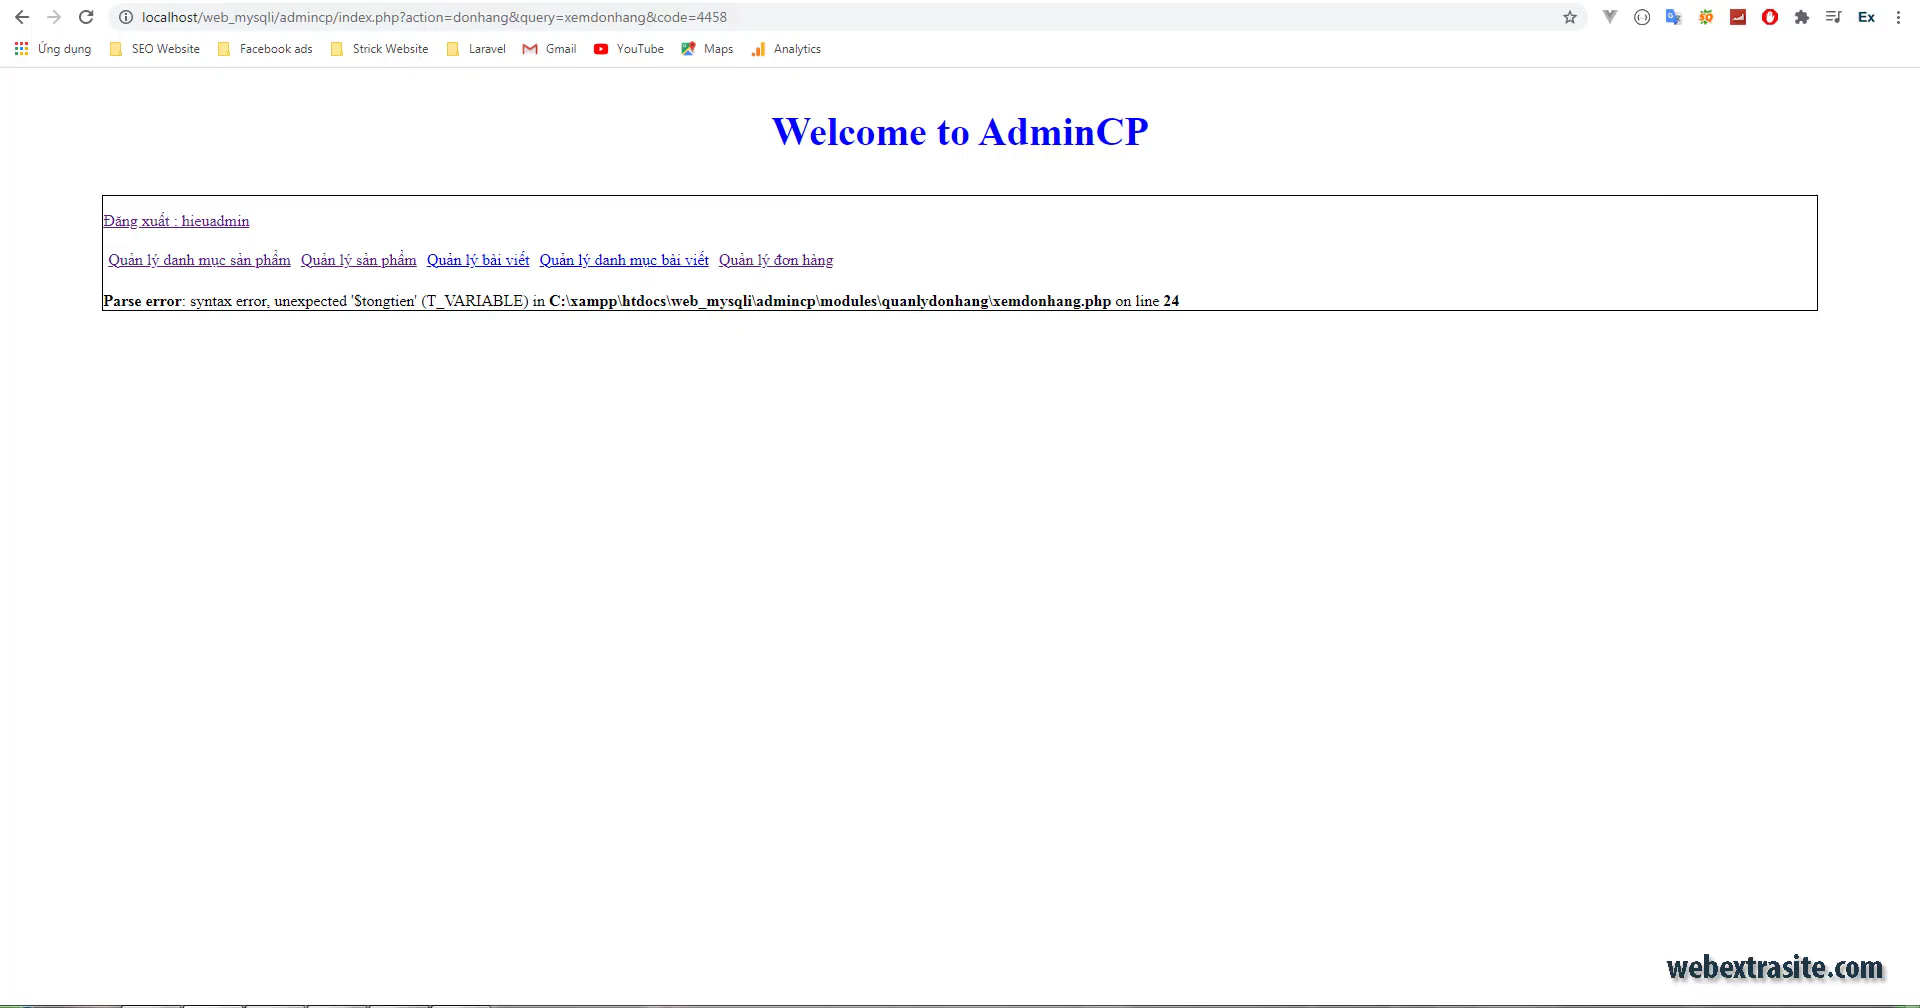 localhost/web_mysqli/admincp/index.php?action=donhang&query=xemdonhang&code=4458
Ex
Ứng dụng SEO Website Facebook ads Strick Website Laravel Gmail YouTube Maps Analytics
Welcome to AdminCP
Đăng xuất : hieuadmin
Quản lý danh mục sản phẩm Quản lý sản phẩm Quản lý bài viết Quản lý danh mục bài viết Quản lý đơn hàng
Parse error: syntax error, unexpected '$tongtien' (T_VARIABLE) in C:\xampp\htdocs\web_mysqli\admincp\modules\quanlydonhang\xemdonhang.php on line 24
webextrasite.com